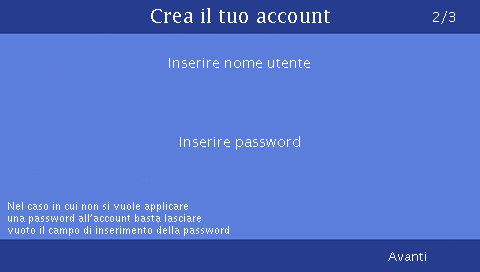 Crea il tuo account
2/3
Inserire nome utente
Inserire password
Nel caso in cui non si vuole applicare
una password all'account basta lasciare
vuoto il campo di inserimento della password
Avanti